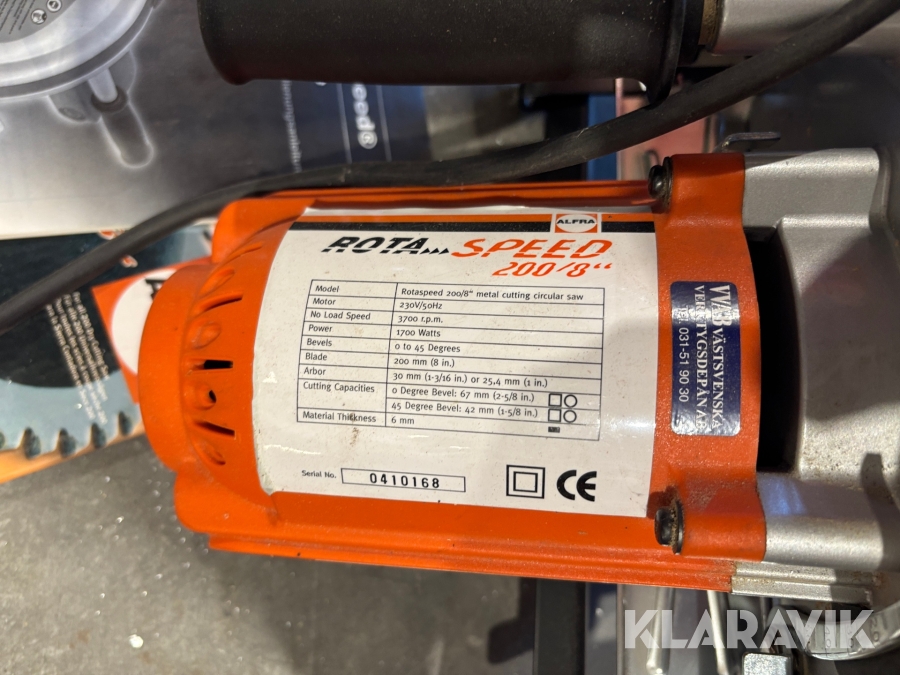 ALFRA
ROTA SPEED
200/8"
Model Rotaspeed 200/8" metal cutting circular saw
Motor 230V/50Hz
No Load Speed 3700 r.p.m.
Power 1700 Watts
Bevels 0 to 45 Degrees
Blade 200 mm (8 in.)
Arbor 30 mm (1-3/16 in.) or 25,4 mm (1 in.)
Cutting Capacities 0 Degree Bevel: 67 mm (2-5/8 in.)
45 Degree Bevel: 42 mm (1-5/8 in.)
Material Thickness 6 mm
Serial No. 0410168
CE
VÄSTSVENSKA
VERKTYGSDEPÅN AB
TEL 031-51 90 30
KLARAVIK